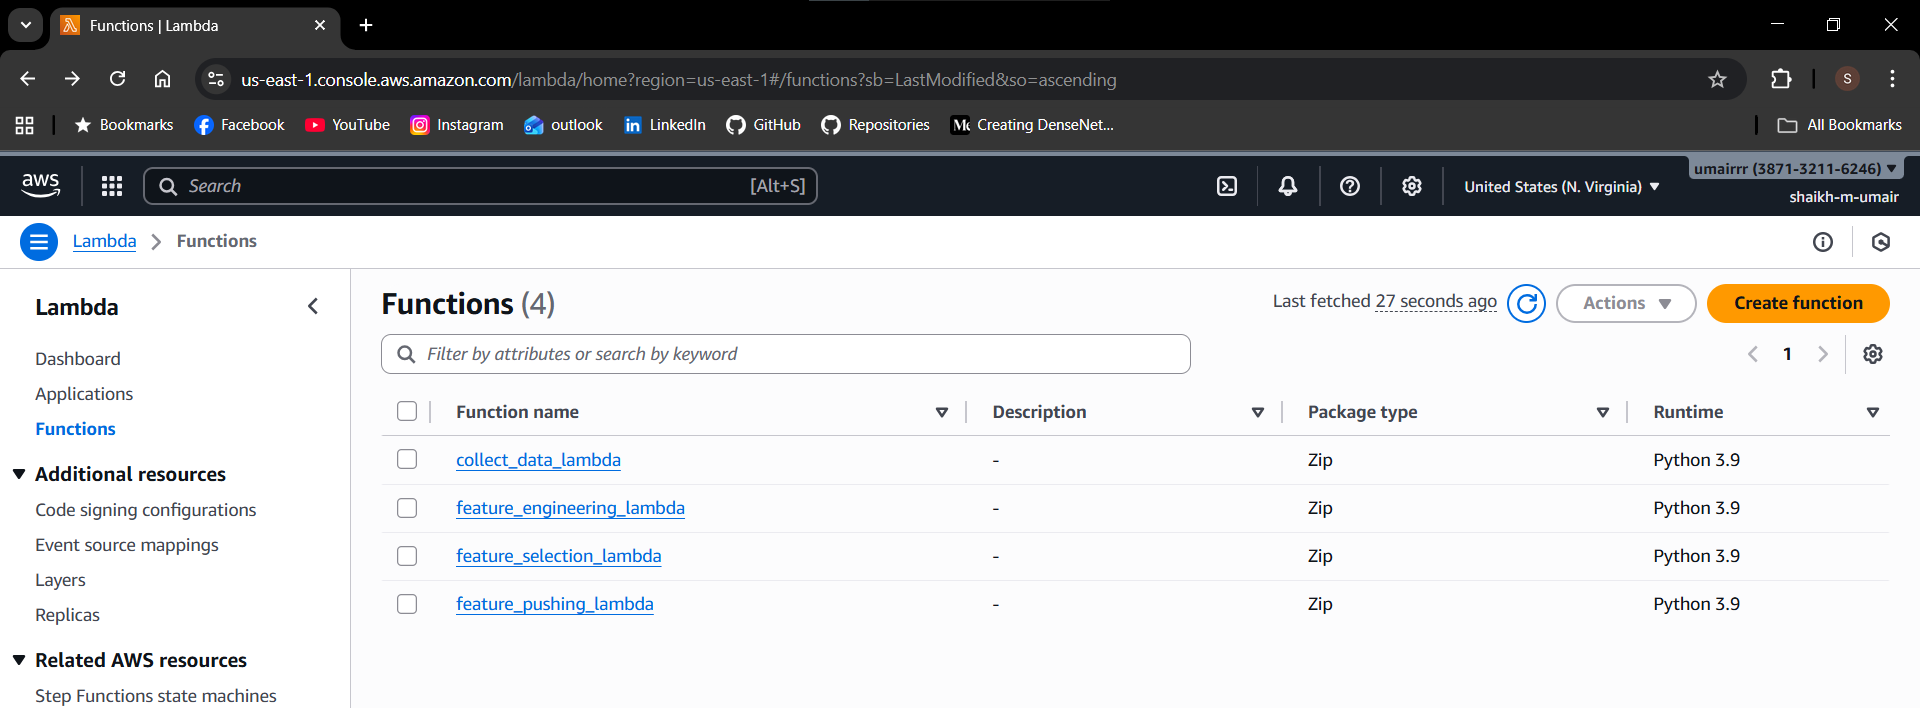 Functions | Lambda
us-east-1.console.aws.amazon.com/lambda/home?region=us-east-1#/functions?sb=LastModified&so=ascending
S
Bookmarks Facebook YouTube Instagram outlook LinkedIn GitHub Repositories Creating DenseNet... All Bookmarks
aws Search [Alt+S] United States (N. Virginia) umairrr (3871-3211-6246)
shaikh-m-umair
Lambda > Functions
Lambda
Dashboard
Applications
Functions
Additional resources
Code signing configurations
Event source mappings
Layers
Replicas
Related AWS resources
Step Functions state machines
Functions (4) Last fetched 27 seconds ago Actions Create function
Filter by attributes or search by keyword 1
Function name Description Package type Runtime
collect_data_lambda - Zip Python 3.9
feature_engineering_lambda - Zip Python 3.9
feature_selection_lambda - Zip Python 3.9
feature_pushing_lambda - Zip Python 3.9